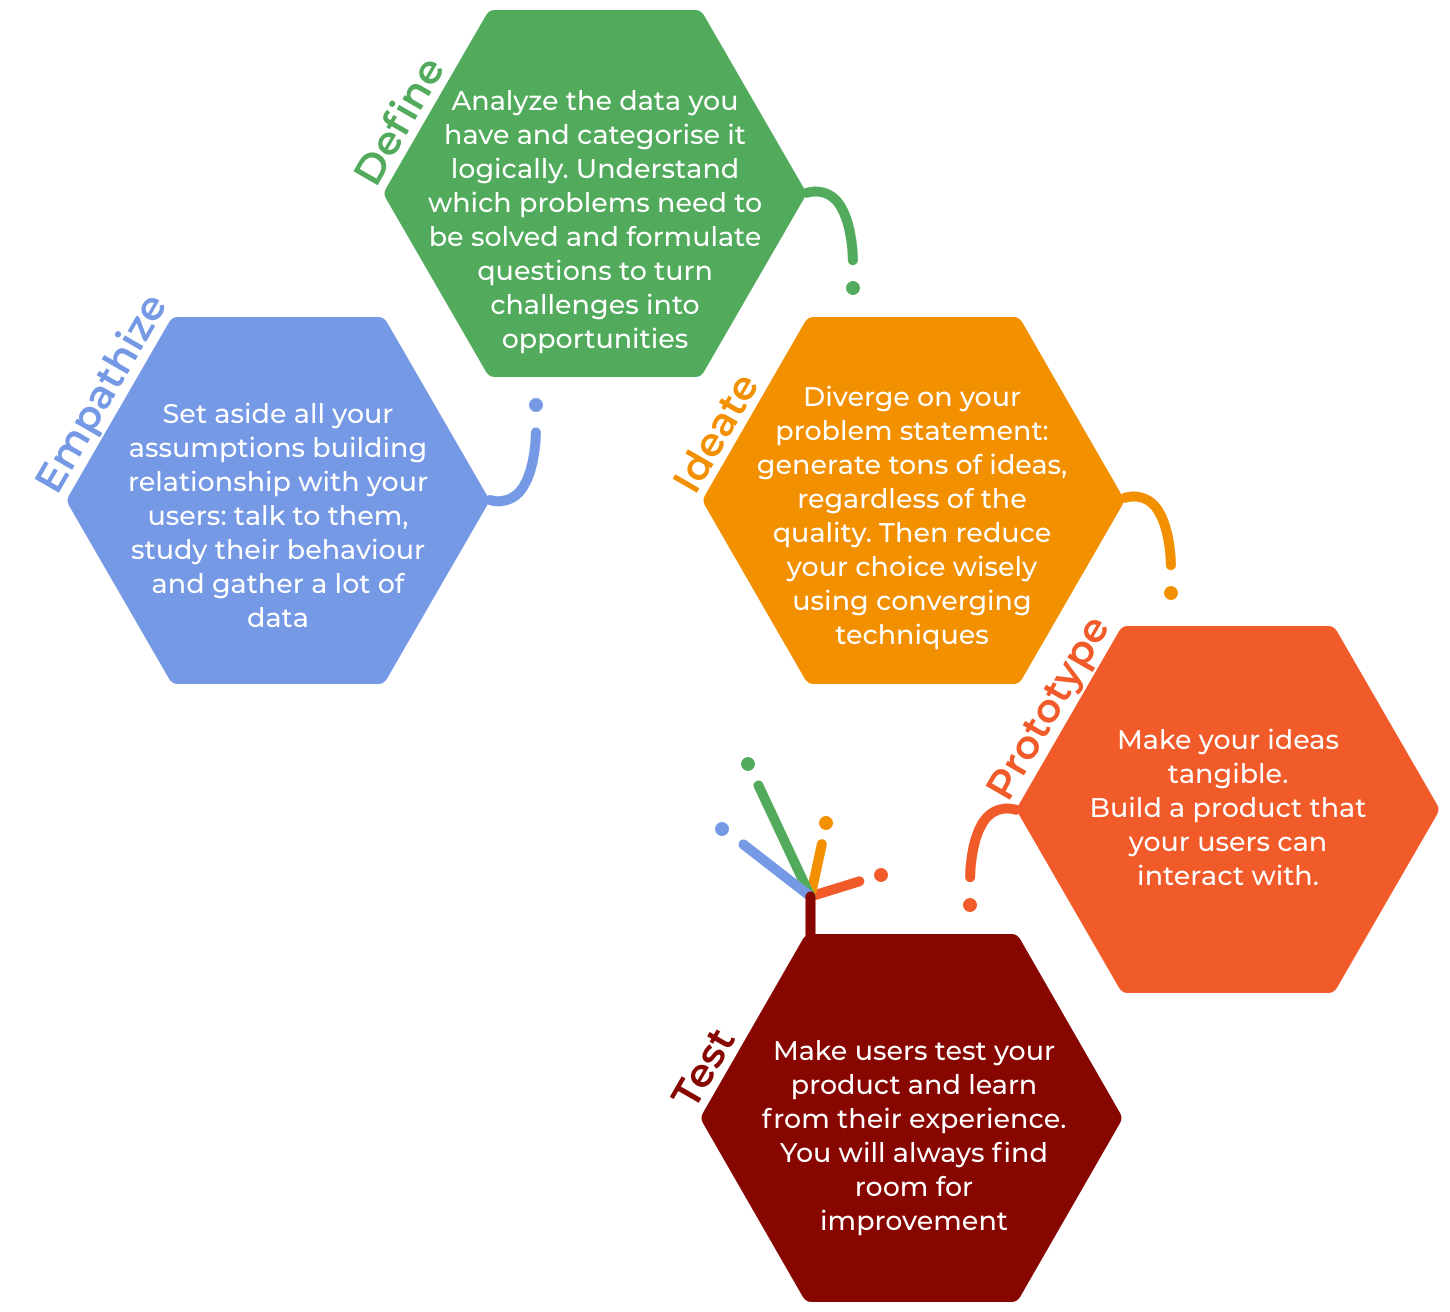 Empathize
Set aside all your
assumptions building
relationship with your
users: talk to them,
study their behaviour
and gather a lot of
data
Define
Analyze the data you
have and categorise it
logically. Understand
which problems need to
be solved and formulate
questions to turn
challenges into
opportunities
Ideate
Diverge on your
problem statement:
generate tons of ideas,
regardless of the
quality. Then reduce
your choice wisely
using converging
techniques
Prototype
Make your ideas
tangible.
Build a product that
your users can
interact with.
Test
Make users test your
product and learn
from their experience.
You will always find
room for
improvement